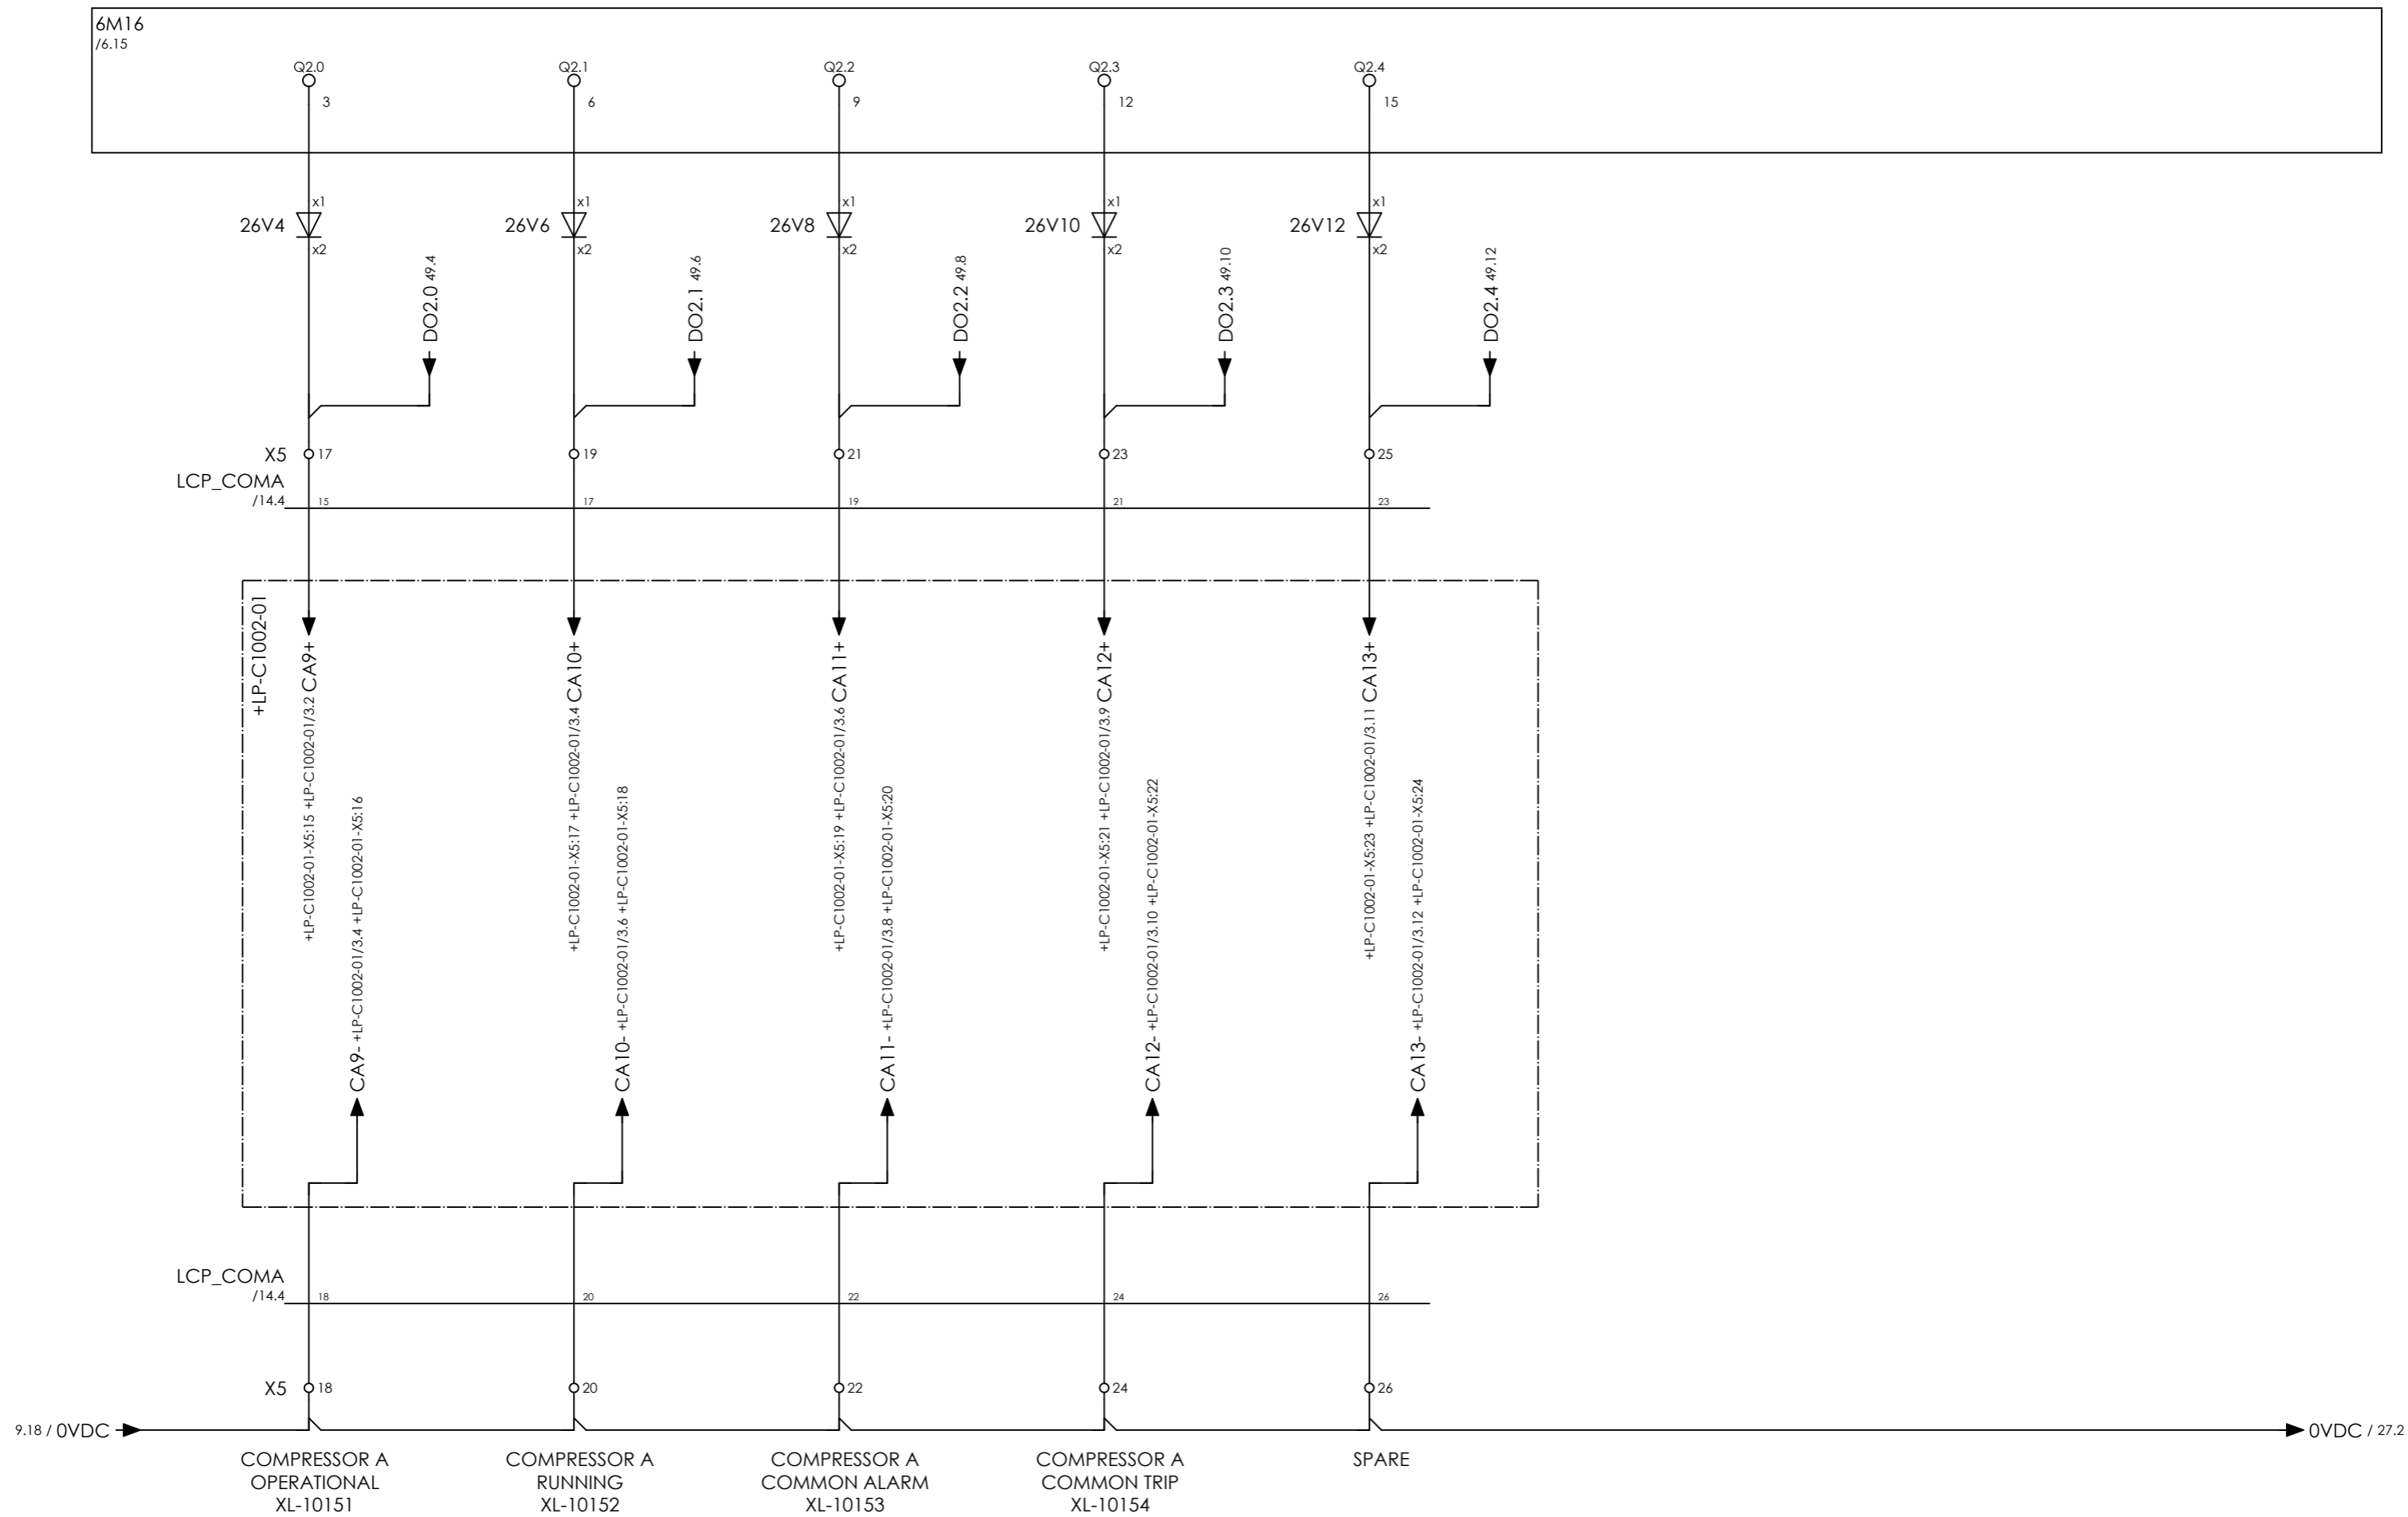 6M16
/6.15
Q2.0 Q2.1 Q2.2 Q2.3 Q2.4
3 6 9 12 15
x1 x1 x1 x1 x1
26V4 26V6 26V8 26V10 26V12
x2 x2 x2 x2 x2
DO2.0 49.4
DO2.1 49.6
DO2.2 49.8
DO2.3 49.10
DO2.4 49.12
X5 17 19 21 23 25
LCP_COMA
/14.4 15 17 19 21 23
+LP-C1002-01
+LP-C1002-01-X5:15 +LP-C1002-01/3.2 CA9+
CA9- +LP-C1002-01/3.4 +LP-C1002-01-X5:16
+LP-C1002-01-X5:17 +LP-C1002-01/3.4 CA10+
CA10- +LP-C1002-01/3.6 +LP-C1002-01-X5:18
+LP-C1002-01-X5:19 +LP-C1002-01/3.6 CA11+
CA11- +LP-C1002-01/3.8 +LP-C1002-01-X5:20
+LP-C1002-01-X5:21 +LP-C1002-01/3.9 CA12+
CA12- +LP-C1002-01/3.10 +LP-C1002-01-X5:22
+LP-C1002-01-X5:23 +LP-C1002-01/3.11 CA13+
CA13- +LP-C1002-01/3.12 +LP-C1002-01-X5:24
LCP_COMA
/14.4 18 20 22 24 26
X5 18 20 22 24 26
9.18 / 0VDC
0VDC / 27.2
COMPRESSOR A
OPERATIONAL
XL-10151
COMPRESSOR A
RUNNING
XL-10152
COMPRESSOR A
COMMON ALARM
XL-10153
COMPRESSOR A
COMMON TRIP
XL-10154
SPARE